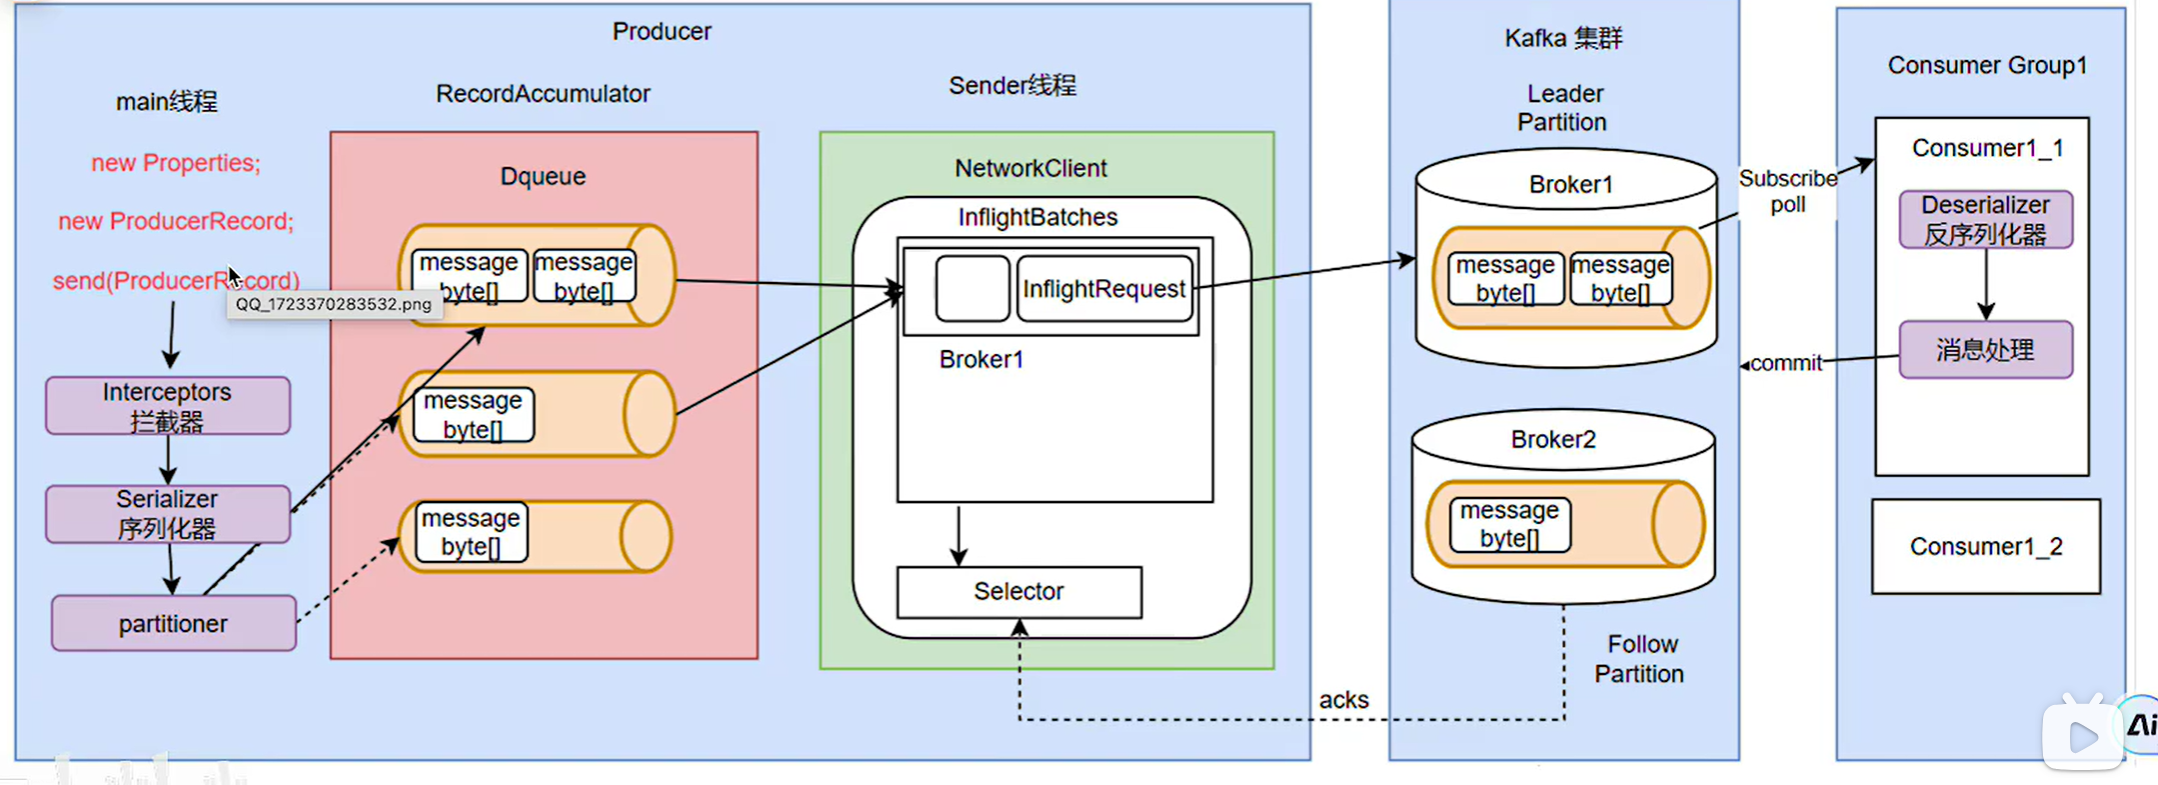 Producer
main线程
new Properties;
new ProducerRecord;
send(ProducerRecord)
QQ_1723370283532.png
Interceptors
拦截器
Serializer
序列化器
partitioner
RecordAccumulator
Dqueue
message
byte[]
message
byte[]
message
byte[]
message
byte[]
Sender线程
NetworkClient
InflightBatches
InflightRequest
Broker1
Selector
acks
Kafka 集群
Leader
Partition
Broker1
message
byte[]
message
byte[]
Broker2
message
byte[]
Follow
Partition
Subscribe
poll
commit
Consumer Group1
Consumer1_1
Deserializer
反序列化器
消息处理
Consumer1_2
Ai